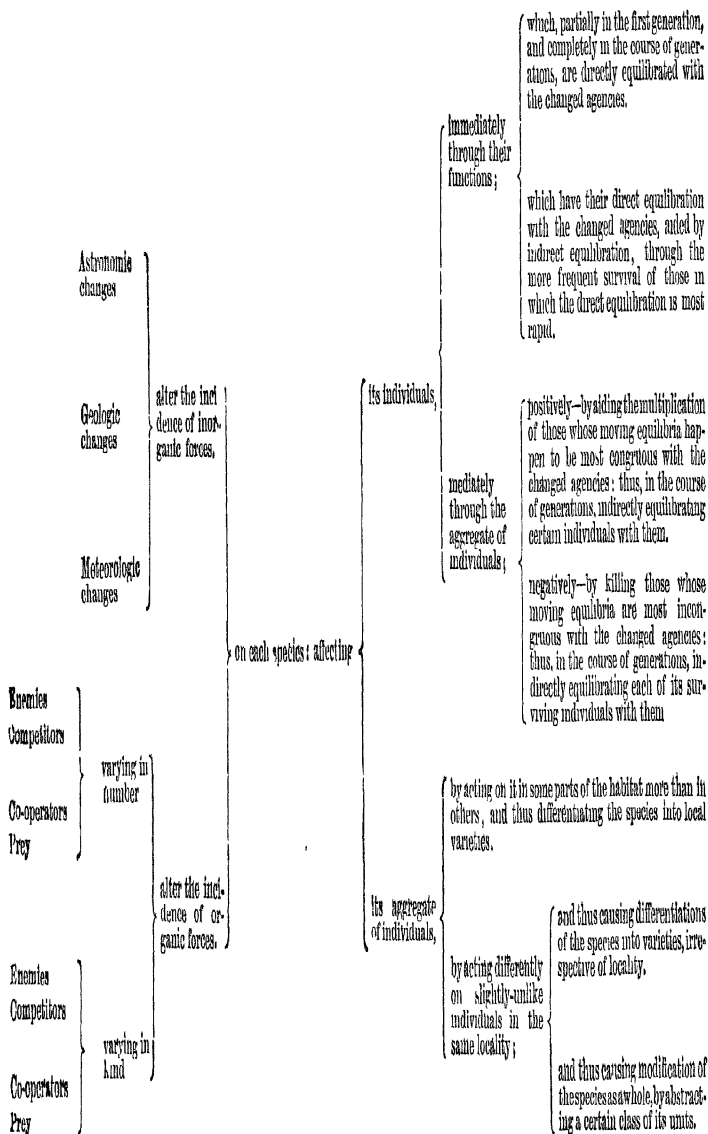 Astronomic
changes
Geologic
changes
Meteorologic
changes
alter the inci
dence of inor-
ganic forces,
Enemies
Competitors
Co-operators
Prey
varying in
number
Enemies
Competitors
Co-operators
Prey
varying in
kind
alter the inci-
dence of or-
ganic forces.
on each species: affecting
its individuals,
immediately
through their
functions;
which, partially in the first generation,
and completely in the course of gener-
ations, are directly equilibrated with
the changed agencies.
which have their direct equilibration
with the changed agencies, aided by
indirect equilibration, through the
more frequent survival of those in
which the direct equilibration is most
rapid.
mediately
through the
aggregate of
individuals;
positively—by aiding the multiplication
of those whose moving equilibria hap-
pen to be most congruous with the
changed agencies: thus, in the course
of generations, indirectly equilibrating
certain individuals with them.
negatively—by killing those whose
moving equilibria are most incon-
gruous with the changed agencies:
thus, in the course of generations, in-
directly equilibrating each of its sur-
viving individuals with them
its aggregate
of individuals,
by acting on it in some parts of the habitat more than in
others, and thus differentiating the species into local
varieties.
by acting differently
on slightly-unlike
individuals in the
same locality;
and thus causing differentiations
of the species into varieties, irre-
spective of locality.
and thus causing modification of
the species as a whole, by abstract-
ing a certain class of its units.